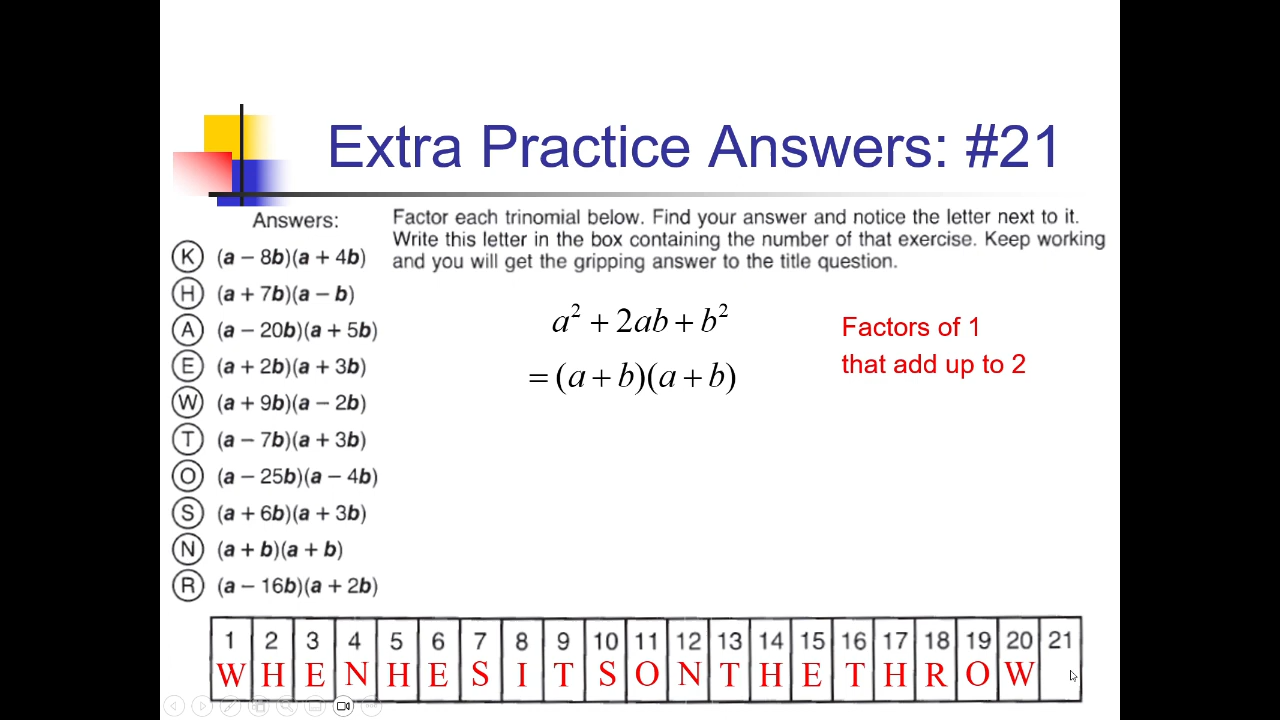 Extra Practice Answers: #21
Answers:
K (a − 8b)(a + 4b)
H (a + 7b)(a − b)
A (a − 20b)(a + 5b)
E (a + 2b)(a + 3b)
W (a + 9b)(a − 2b)
T (a − 7b)(a + 3b)
O (a − 25b)(a − 4b)
S (a + 6b)(a + 3b)
N (a + b)(a + b)
R (a − 16b)(a + 2b)
Factor each trinomial below. Find your answer and notice the letter next to it.
Write this letter in the box containing the number of that exercise. Keep working
and you will get the gripping answer to the title question.
a² + 2ab + b²
= (a + b)(a + b)
Factors of 1
that add up to 2
1 2 3 4 5 6 7 8 9 10 11 12 13 14 15 16 17 18 19 20 21
W H E N H E S I T S O N T H E T H R O W